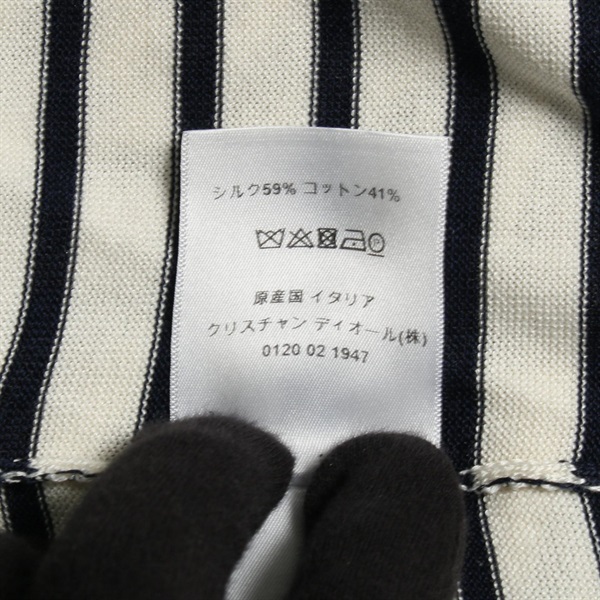 シルク59% コットン41%
P
原産国 イタリア
クリスチャン ディオール(株)
0120 02 1947